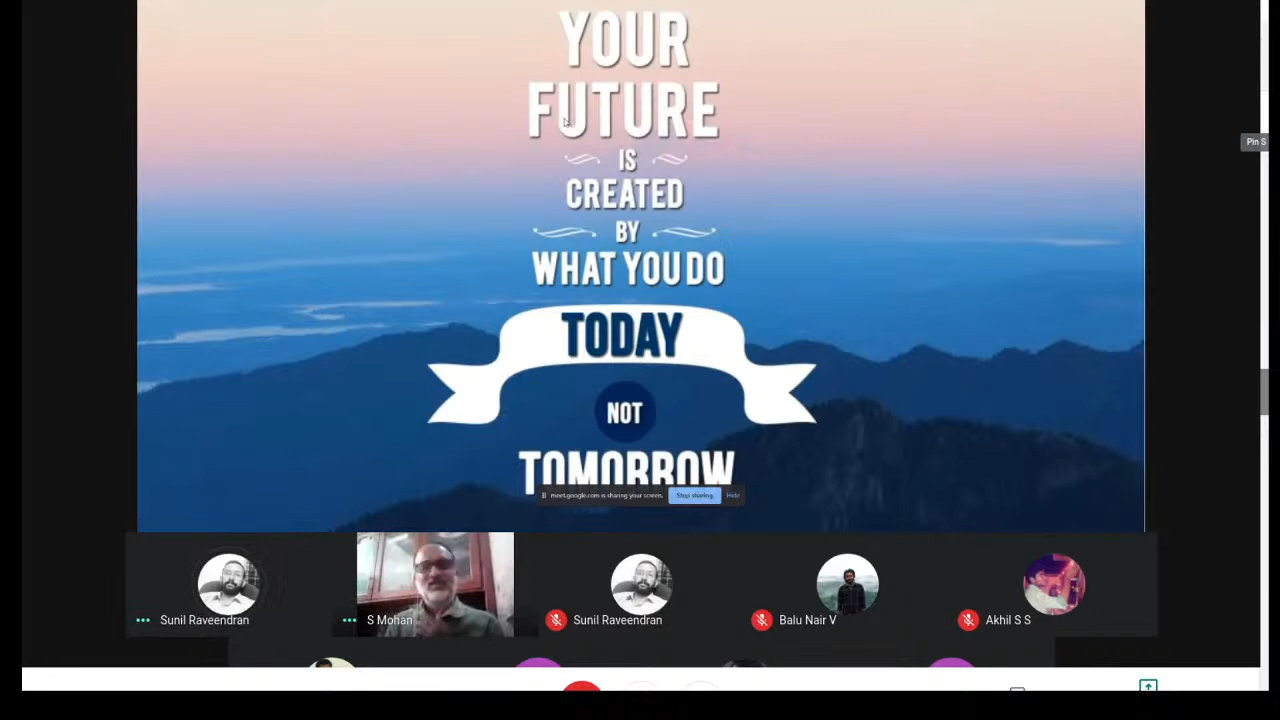 YOUR
FUTURE
IS
CREATED
BY
WHAT YOU DO
TODAY
NOT
TOMORROW
Pin S
meet.google.com is sharing your screen.
Stop sharing
Hide
Sunil Raveendran
S Mohan
Sunil Raveendran
Balu Nair V
Akhil S S